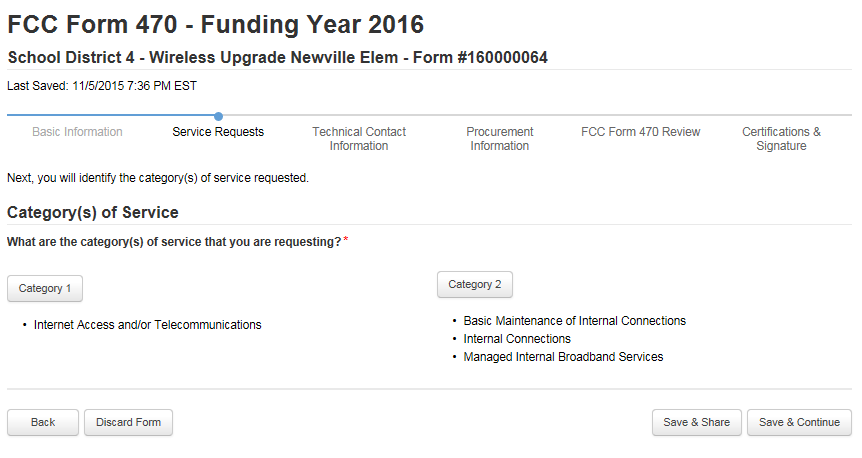 FCC Form 470 - Funding Year 2016
School District 4 - Wireless Upgrade Newville Elem - Form #160000064
Last Saved: 11/5/2015 7:36 PM EST
Basic Information
Service Requests
Technical Contact
Information
Procurement
Information
FCC Form 470 Review
Certifications &
Signature
Next, you will identify the category(s) of service requested.
Category(s) of Service
What are the category(s) of service that you are requesting?*
Category 1
• Internet Access and/or Telecommunications
Category 2
• Basic Maintenance of Internal Connections
• Internal Connections
• Managed Internal Broadband Services
Back
Discard Form
Save & Share
Save & Continue